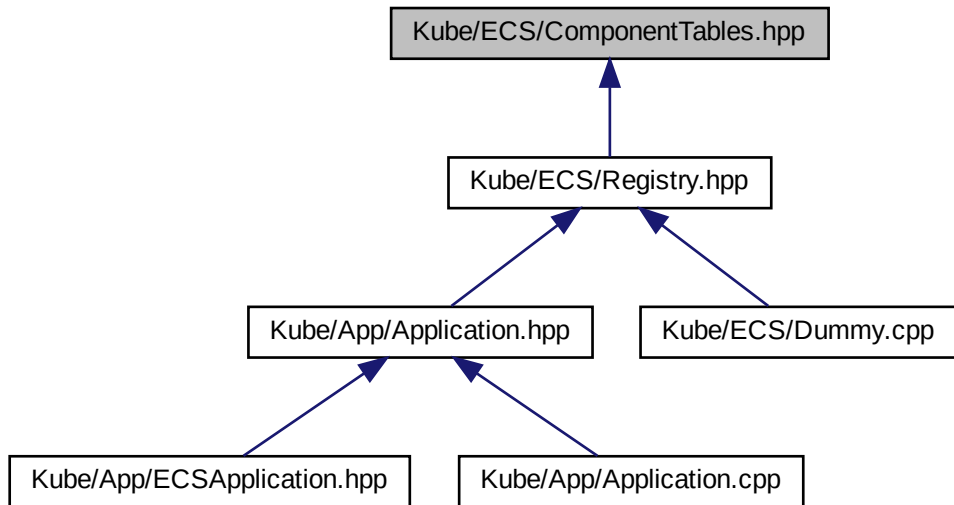 Kube/ECS/ComponentTables.hpp
Kube/ECS/Registry.hpp
Kube/App/Application.hpp
Kube/ECS/Dummy.cpp
Kube/App/ECSApplication.hpp
Kube/App/Application.cpp